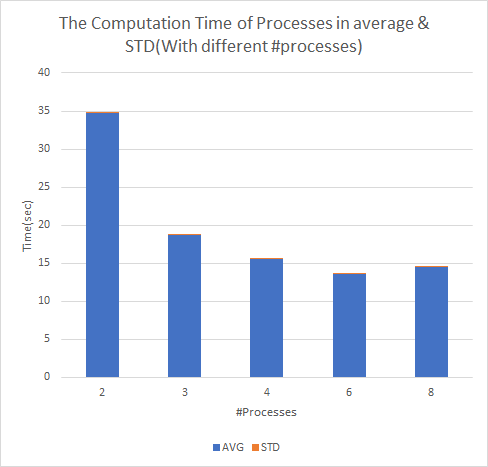 The Computation Time of Processes in average &
STD(With different #processes)
40
35
30
25
20
15
10
5
0
Time(sec)
2 3 4 6 8
#Processes
AVG STD